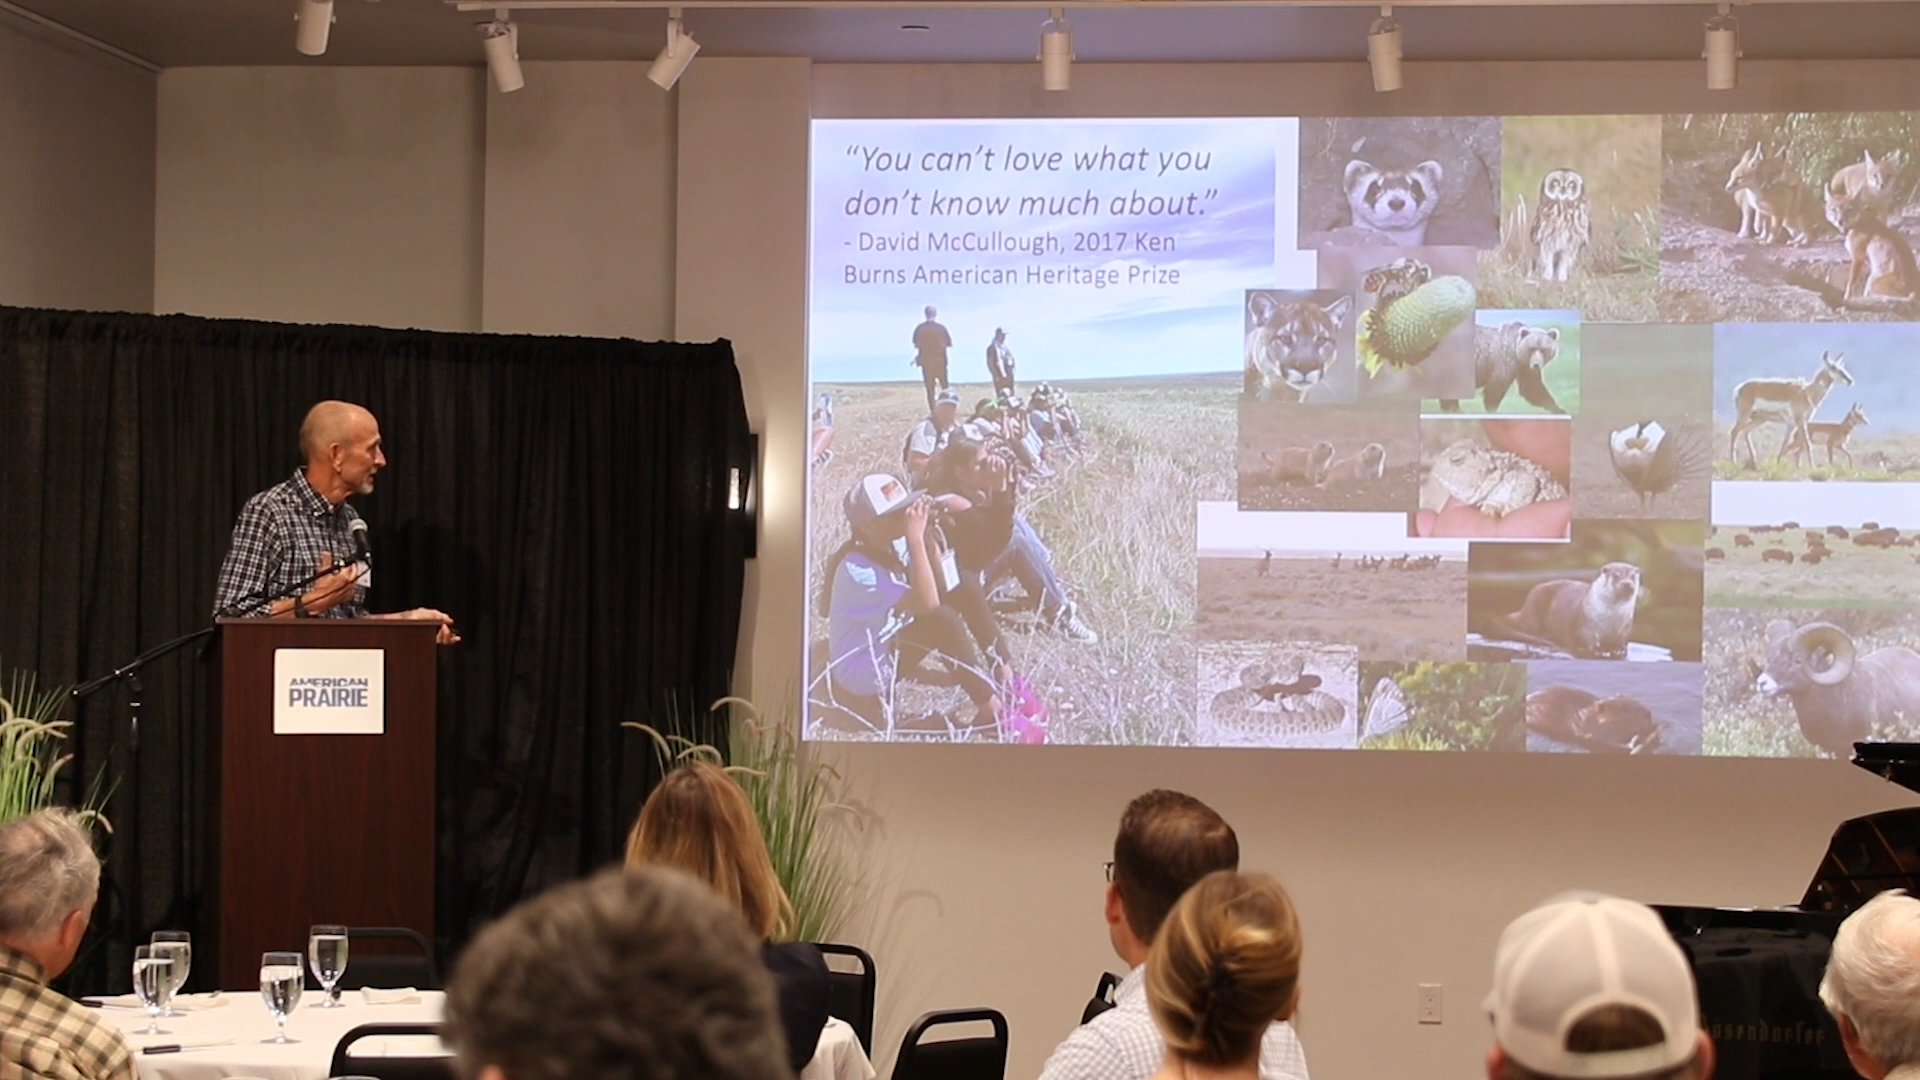 “You can’t love what you
don’t know much about.”
- David McCullough, 2017 Ken
Burns American Heritage Prize
AMERICAN
PRAIRIE
Bösendorfer